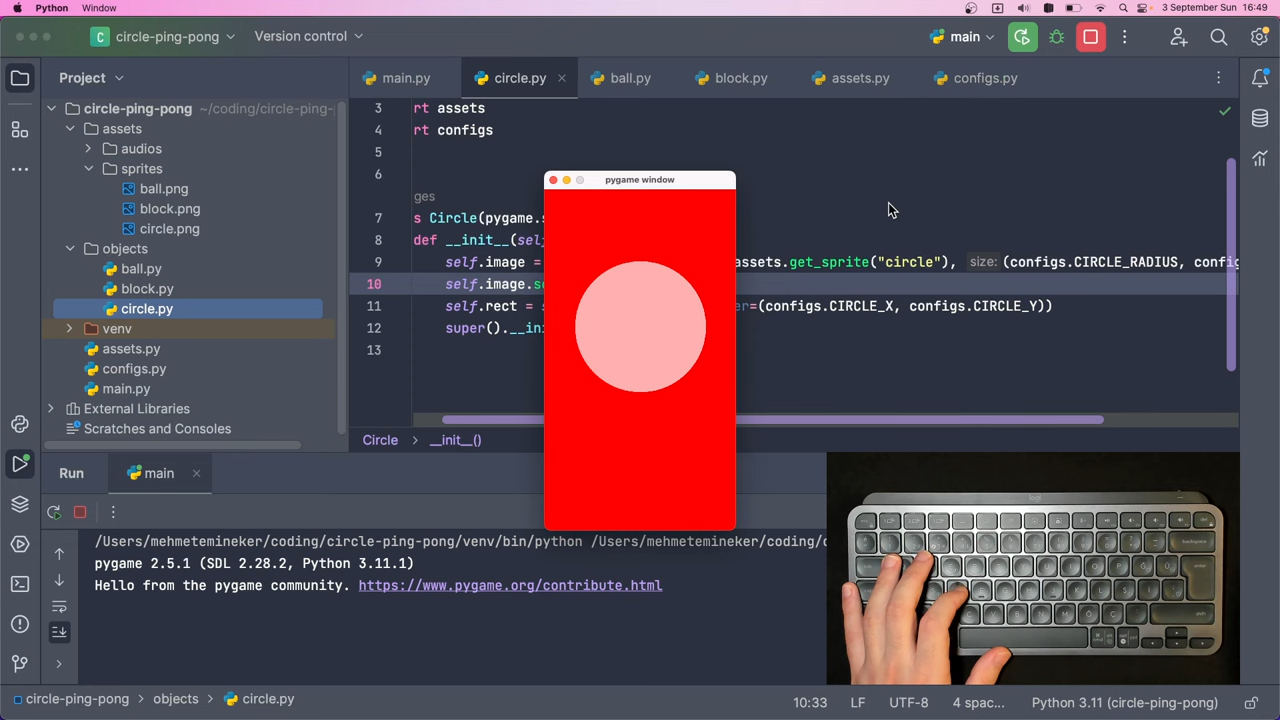 Python Window 3 September Sun 16:49
C circle-ping-pong Version control main
Project main.py circle.py ball.py block.py assets.py configs.py
circle-ping-pong ~/coding/circle-ping-
assets
audios
sprites
ball.png
block.png
circle.png
objects
ball.py
block.py
circle.py
venv
assets.py
configs.py
main.py
External Libraries
Scratches and Consoles
3 rt assets
4 rt configs
5
6
ges
7 s Circle(pygame.s
8 def __init__(self
9 self.image = assets.get_sprite("circle"), size: (configs.CIRCLE_RADIUS, config
10 self.image.se
11 self.rect = s er=(configs.CIRCLE_X, configs.CIRCLE_Y))
12 super().__ini
13
pygame window
Circle > __init__()
Run main
/Users/mehmetemineker/coding/circle-ping-pong/venv/bin/python /Users/mehmetemineker/coding/c
pygame 2.5.1 (SDL 2.28.2, Python 3.11.1)
Hello from the pygame community. https://www.pygame.org/contribute.html
logi
circle-ping-pong > objects > circle.py 10:33 LF UTF-8 4 spac... Python 3.11 (circle-ping-pong)